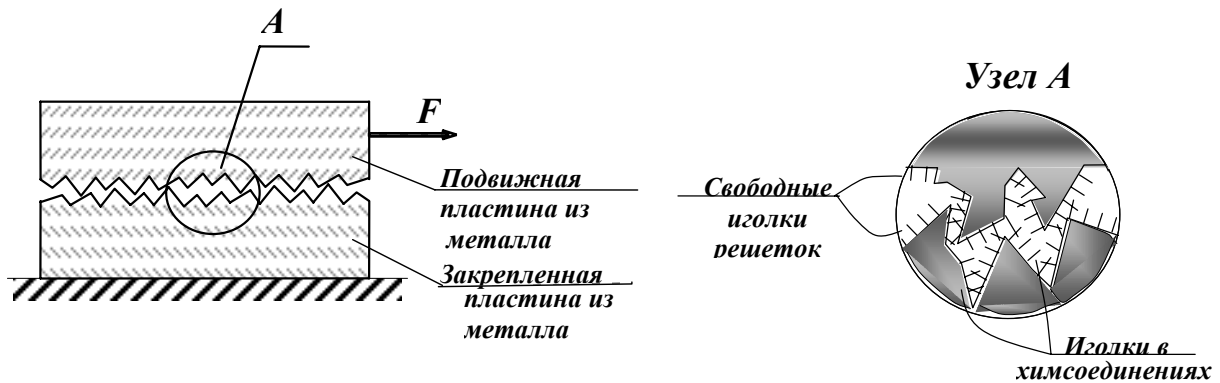 A
F
Подвижная
пластина из
металла
Закрепленная
пластина из
металла
Узел А
Свободные
иголки
решеток
Иголки в
химсоединениях